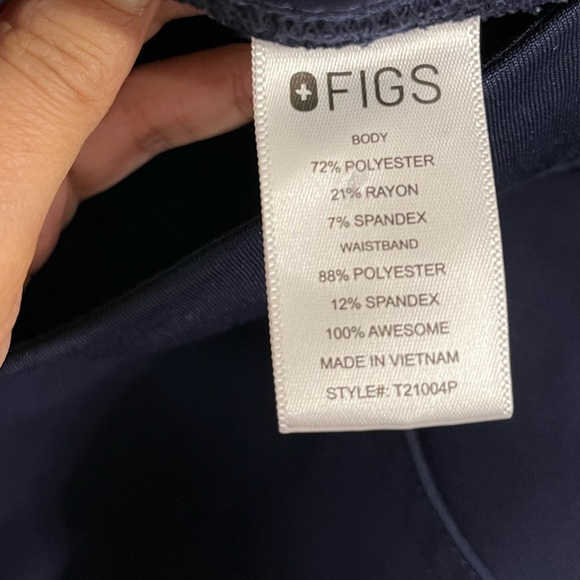 FIGS
BODY
72% POLYESTER
21% RAYON
7% SPANDEX
WAISTBAND
88% POLYESTER
12% SPANDEX
100% AWESOME
MADE IN VIETNAM
STYLE#: T21004P